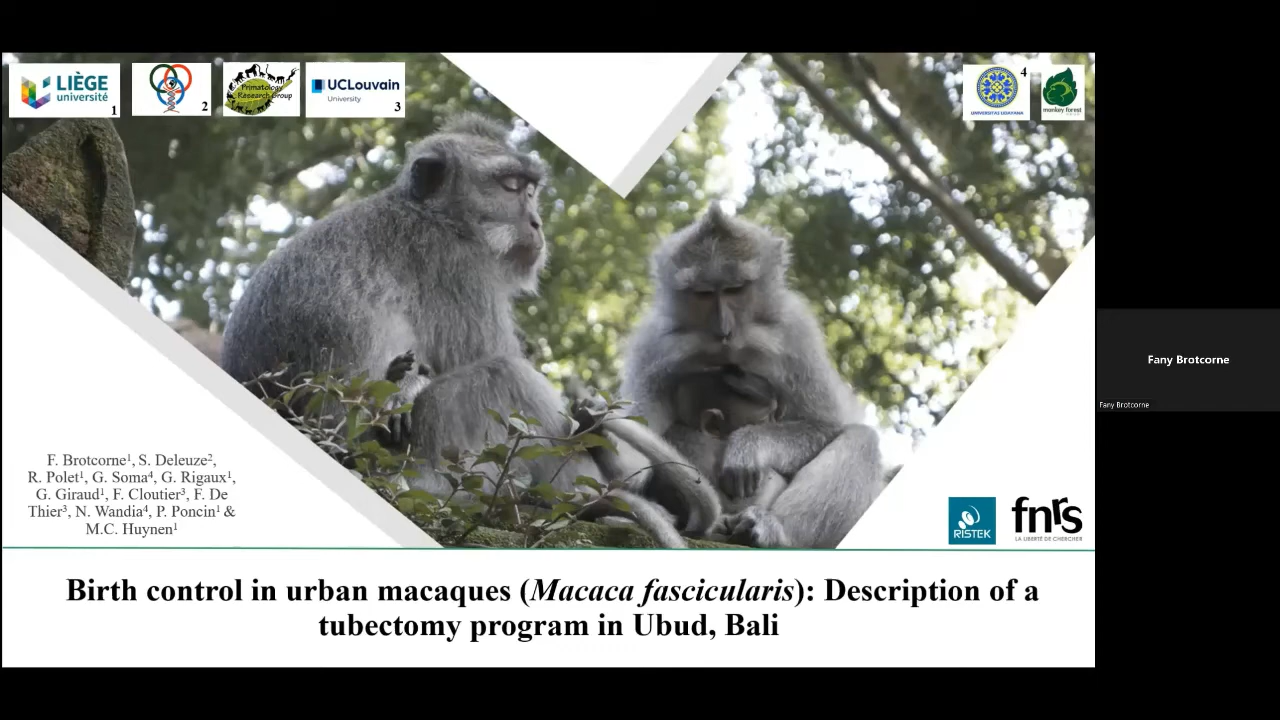 LIÈGE
université
1
2
Primatology
Research Group
UCLouvain
University
3
4
UNIVERSITAS UDAYANA
monkey forest
Fany Brotcorne
Fany Brotcorne
F. Brotcorne¹, S. Deleuze²,
R. Polet¹, G. Soma⁴, G. Rigaux¹,
G. Giraud¹, F. Cloutier³, F. De
Thier³, N. Wandia⁴, P. Poncin¹ &
M.C. Huynen¹
RISTEK
fnrs
LA LIBERTÉ DE CHERCHER
Birth control in urban macaques (Macaca fascicularis): Description of a
tubectomy program in Ubud, Bali